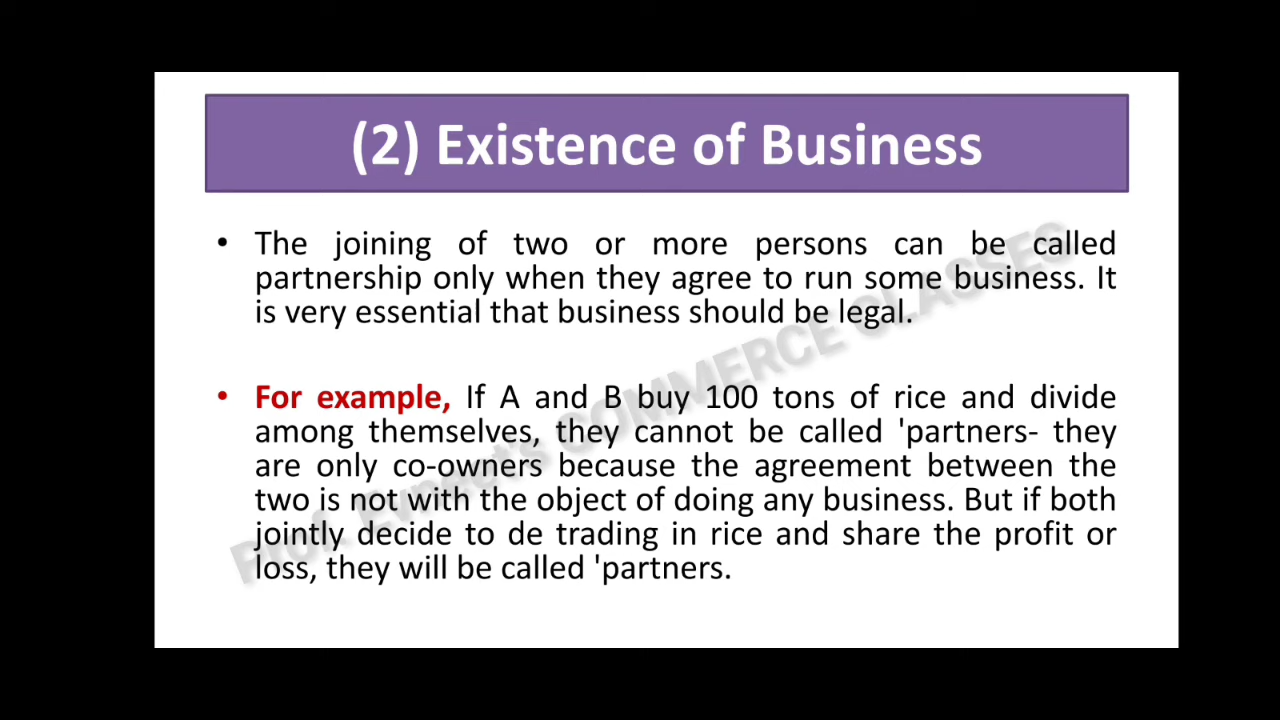 (2) Existence of Business
• The joining of two or more persons can be called
partnership only when they agree to run some business. It
is very essential that business should be legal.
• For example, If A and B buy 100 tons of rice and divide
among themselves, they cannot be called 'partners- they
are only co-owners because the agreement between the
two is not with the object of doing any business. But if both
jointly decide to de trading in rice and share the profit or
loss, they will be called 'partners.
COMMERCE CLASSES